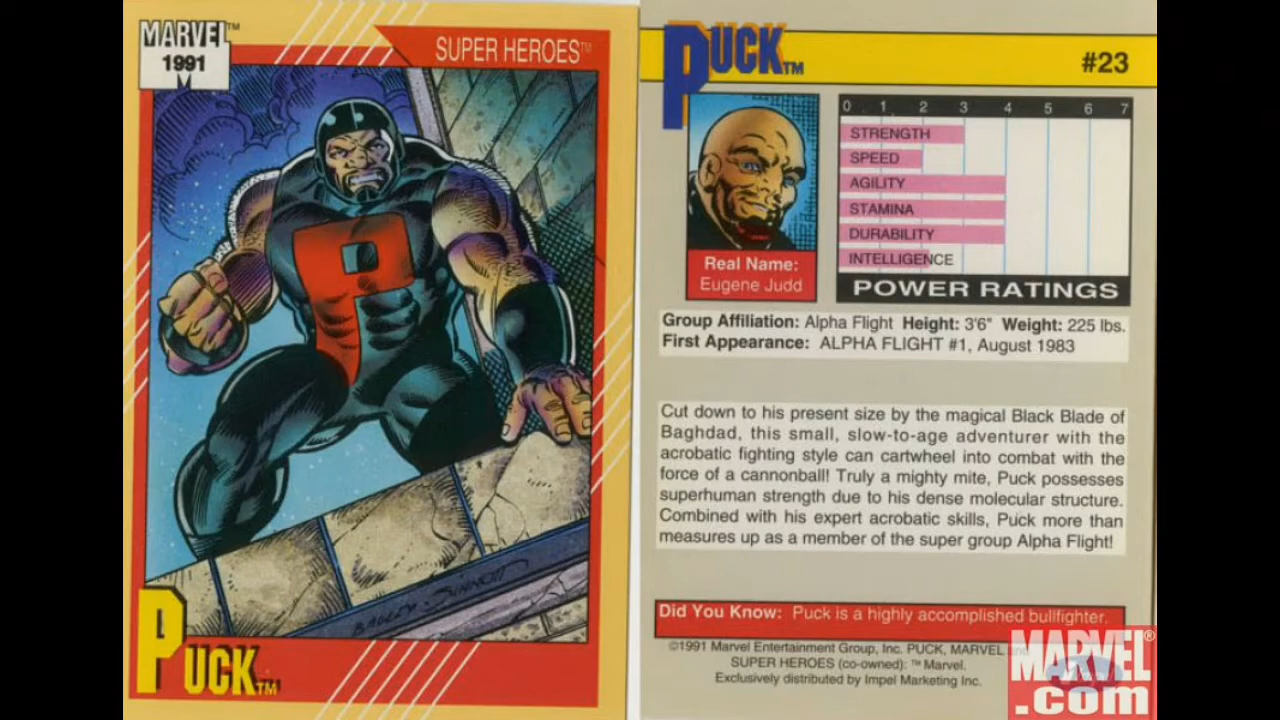 MARVEL™
1991
SUPER HEROES™
PUCK™
PUCK™
#23
0 1 2 3 4 5 6 7
STRENGTH
SPEED
AGILITY
STAMINA
DURABILITY
INTELLIGENCE
POWER RATINGS
Real Name:
Eugene Judd
Group Affiliation: Alpha Flight Height: 3'6" Weight: 225 lbs.
First Appearance: ALPHA FLIGHT #1, August 1983
Cut down to his present size by the magical Black Blade of
Baghdad, this small, slow-to-age adventurer with the
acrobatic fighting style can cartwheel into combat with the
force of a cannonball! Truly a mighty mite, Puck possesses
superhuman strength due to his dense molecular structure.
Combined with his expert acrobatic skills, Puck more than
measures up as a member of the super group Alpha Flight!
Did You Know: Puck is a highly accomplished bullfighter.
©1991 Marvel Entertainment Group, Inc. PUCK, MARVEL
SUPER HEROES (co-owned): ™ Marvel.
Exclusively distributed by Impel Marketing Inc.
P
BAGLEY · SINNOTT
MARVEL®
.com